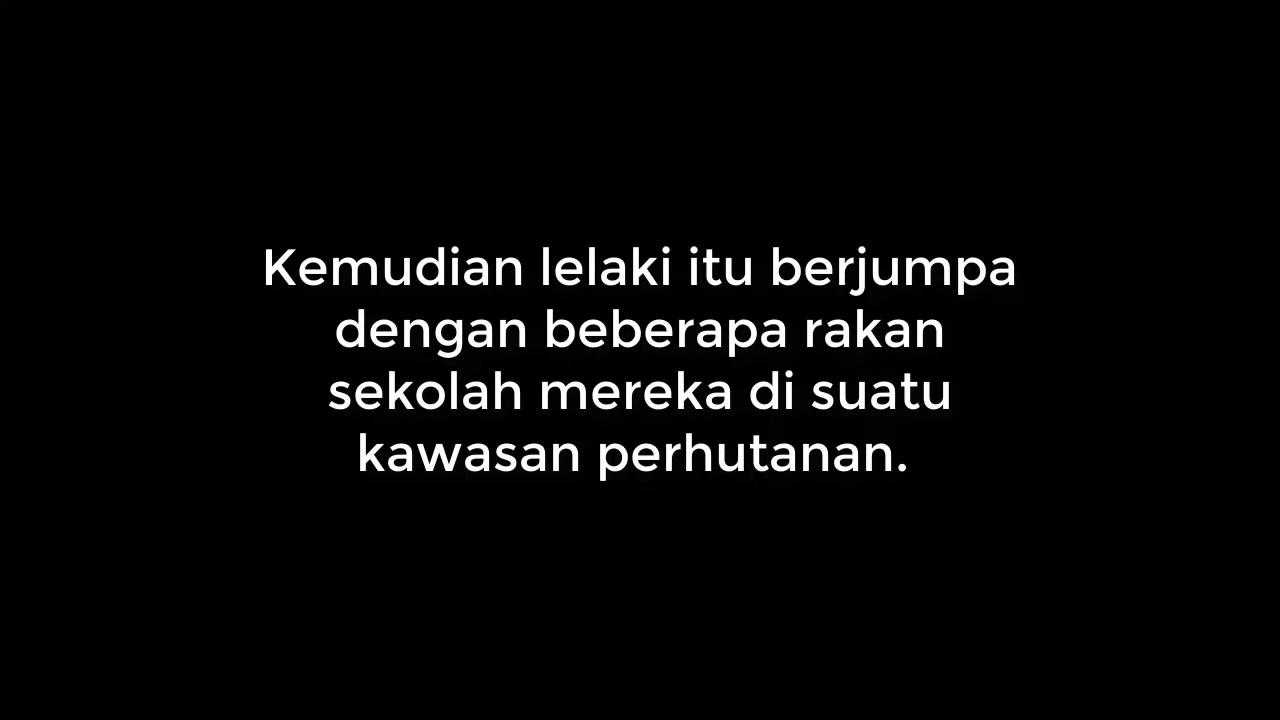 Kemudian lelaki itu berjumpa
dengan beberapa rakan
sekolah mereka di suatu
kawasan perhutanan.